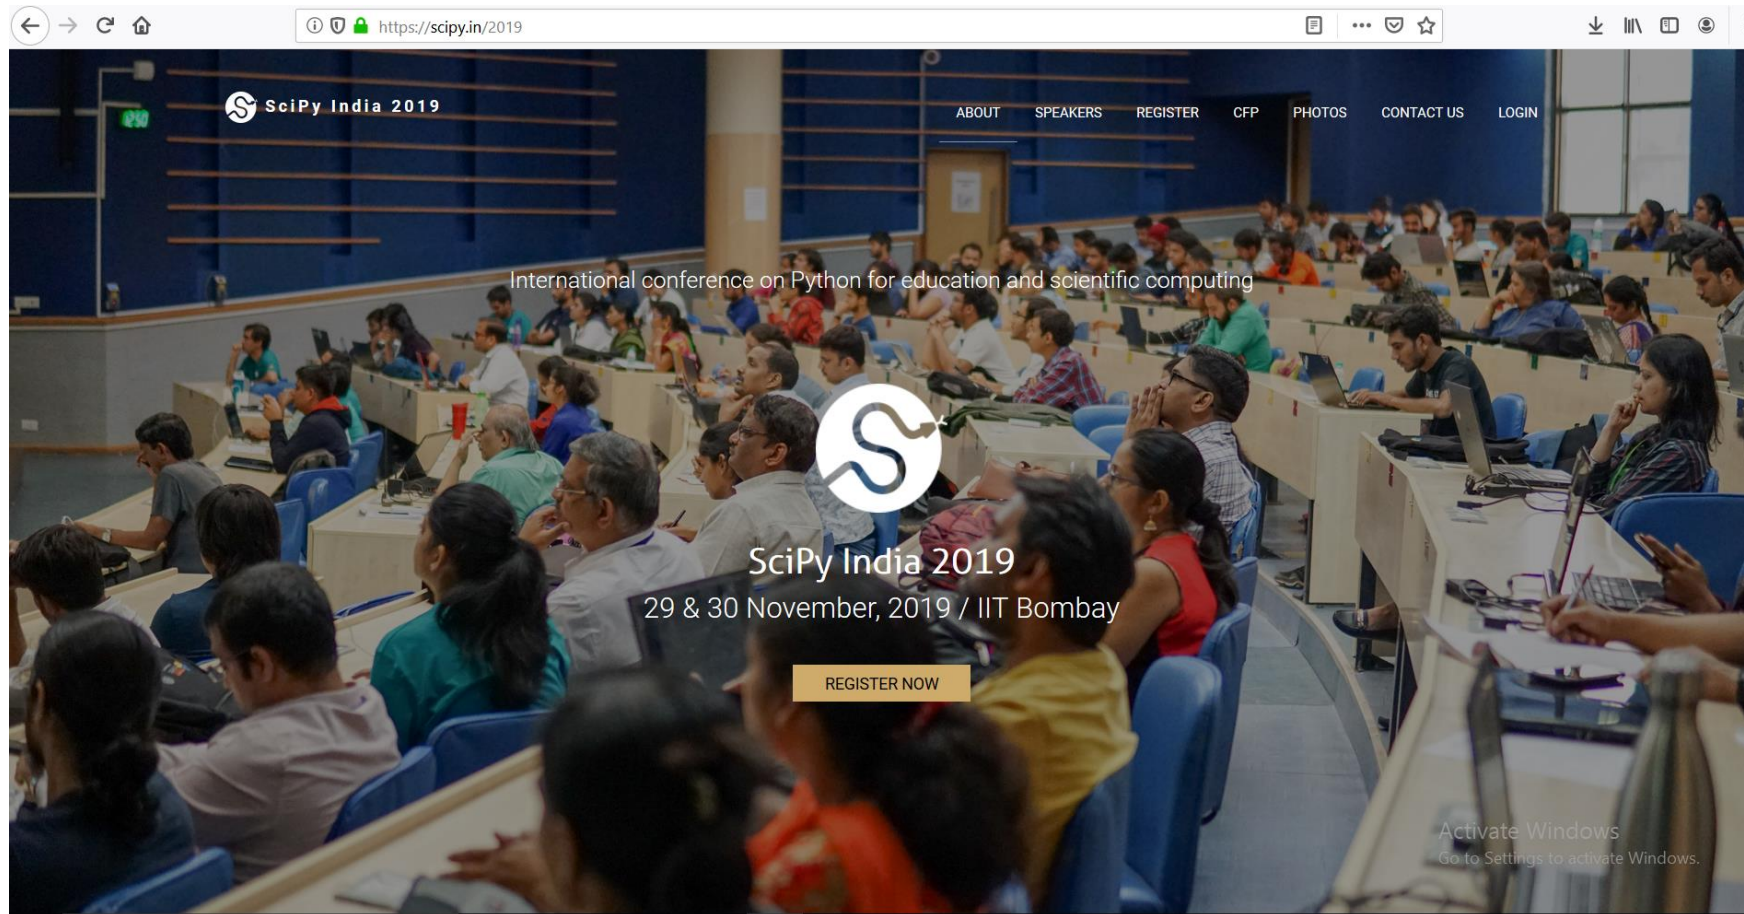 https://scipy.in/2019
SciPy India 2019
ABOUT SPEAKERS REGISTER CFP PHOTOS CONTACT US LOGIN
International conference on Python for education and scientific computing
SciPy India 2019
29 & 30 November, 2019 / IIT Bombay
REGISTER NOW
Activate Windows
Go to Settings to activate Windows.